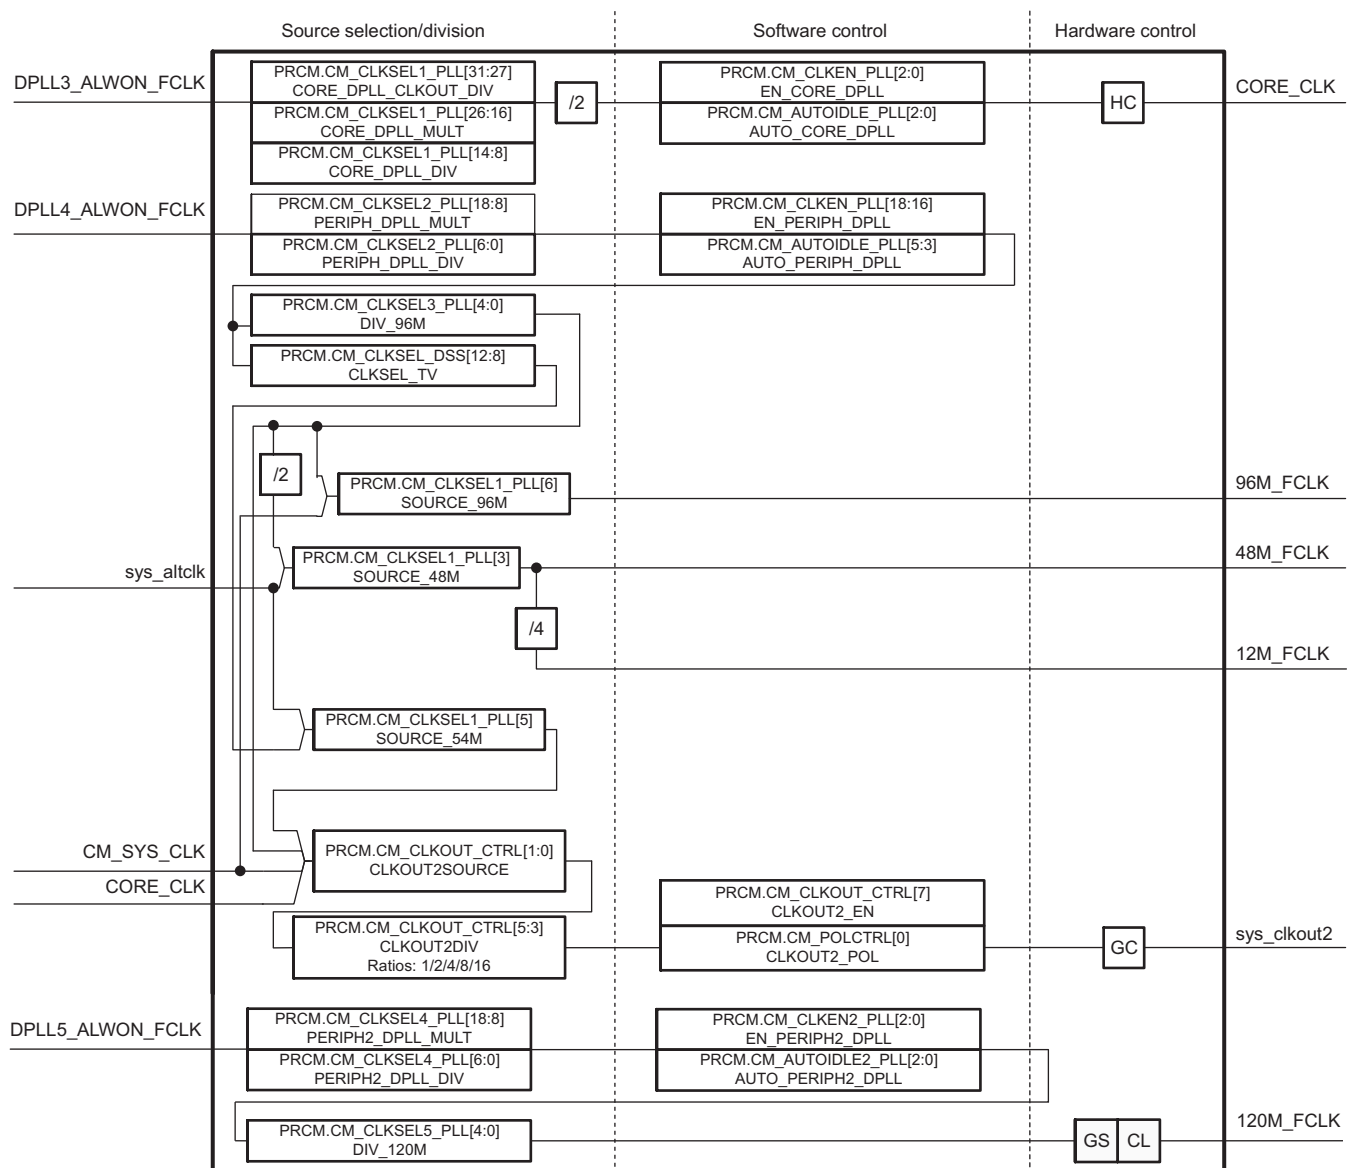 Source selection/division
Software control
Hardware control
DPLL3_ALWON_FCLK
PRCM.CM_CLKSEL1_PLL[31:27]
CORE_DPLL_CLKOUT_DIV
PRCM.CM_CLKSEL1_PLL[26:16]
CORE_DPLL_MULT
PRCM.CM_CLKSEL1_PLL[14:8]
CORE_DPLL_DIV
/2
PRCM.CM_CLKEN_PLL[2:0]
EN_CORE_DPLL
PRCM.CM_AUTOIDLE_PLL[2:0]
AUTO_CORE_DPLL
HC
CORE_CLK
DPLL4_ALWON_FCLK
PRCM.CM_CLKSEL2_PLL[18:8]
PERIPH_DPLL_MULT
PRCM.CM_CLKSEL2_PLL[6:0]
PERIPH_DPLL_DIV
PRCM.CM_CLKEN_PLL[18:16]
EN_PERIPH_DPLL
PRCM.CM_AUTOIDLE_PLL[5:3]
AUTO_PERIPH_DPLL
PRCM.CM_CLKSEL3_PLL[4:0]
DIV_96M
PRCM.CM_CLKSEL_DSS[12:8]
CLKSEL_TV
/2
PRCM.CM_CLKSEL1_PLL[6]
SOURCE_96M
96M_FCLK
sys_altclk
PRCM.CM_CLKSEL1_PLL[3]
SOURCE_48M
48M_FCLK
/4
12M_FCLK
PRCM.CM_CLKSEL1_PLL[5]
SOURCE_54M
CM_SYS_CLK
CORE_CLK
PRCM.CM_CLKOUT_CTRL[1:0]
CLKOUT2SOURCE
PRCM.CM_CLKOUT_CTRL[5:3]
CLKOUT2DIV
Ratios: 1/2/4/8/16
PRCM.CM_CLKOUT_CTRL[7]
CLKOUT2_EN
PRCM.CM_POLCTRL[0]
CLKOUT2_POL
GC
sys_clkout2
DPLL5_ALWON_FCLK
PRCM.CM_CLKSEL4_PLL[18:8]
PERIPH2_DPLL_MULT
PRCM.CM_CLKSEL4_PLL[6:0]
PERIPH2_DPLL_DIV
PRCM.CM_CLKEN2_PLL[2:0]
EN_PERIPH2_DPLL
PRCM.CM_AUTOIDLE2_PLL[2:0]
AUTO_PERIPH2_DPLL
PRCM.CM_CLKSEL5_PLL[4:0]
DIV_120M
GS
CL
120M_FCLK